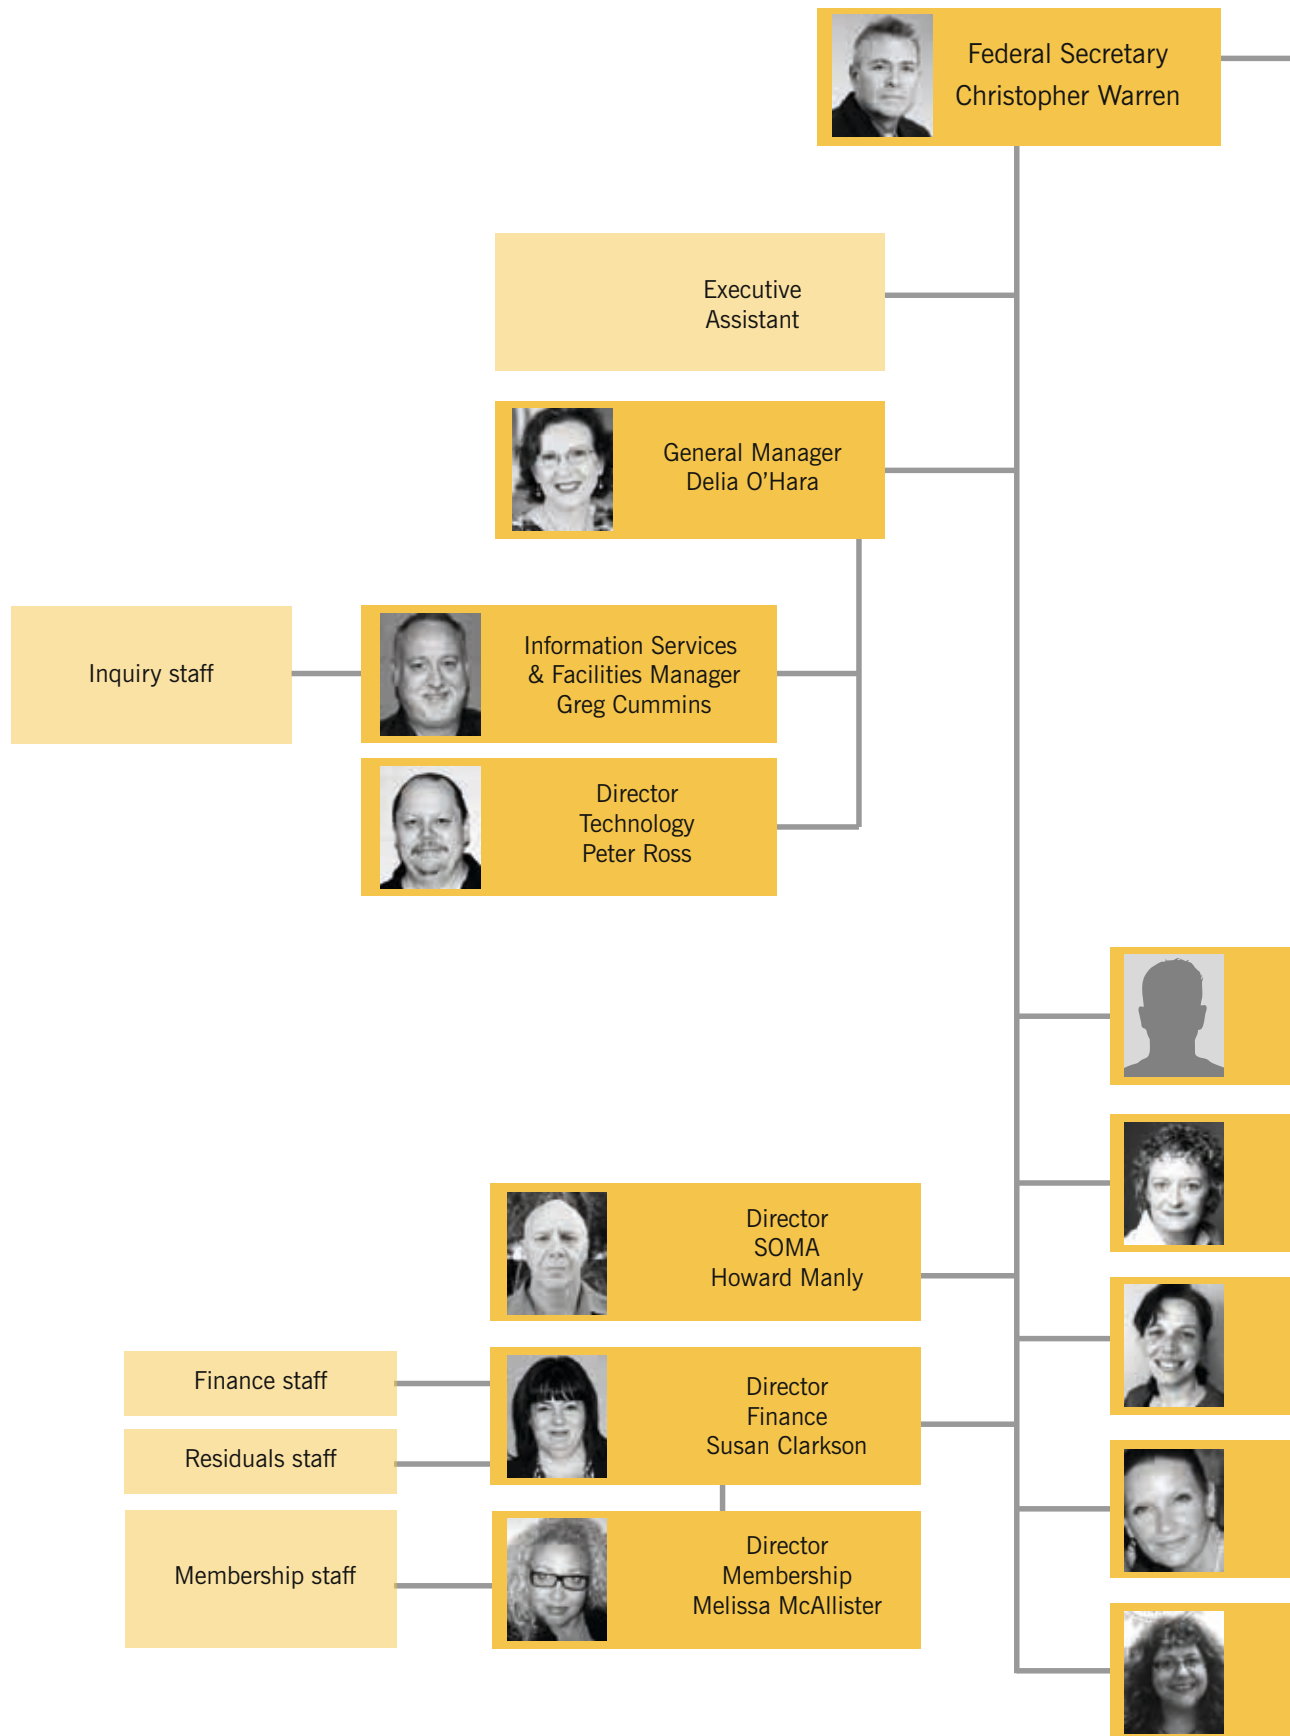 Federal Secretary
Christopher Warren
Executive
Assistant
General Manager
Delia O’Hara
Inquiry staff
Information Services
& Facilities Manager
Greg Cummins
Director
Technology
Peter Ross
Director
SOMA
Howard Manly
Finance staff
Director
Finance
Susan Clarkson
Residuals staff
Membership staff
Director
Membership
Melissa McAllister